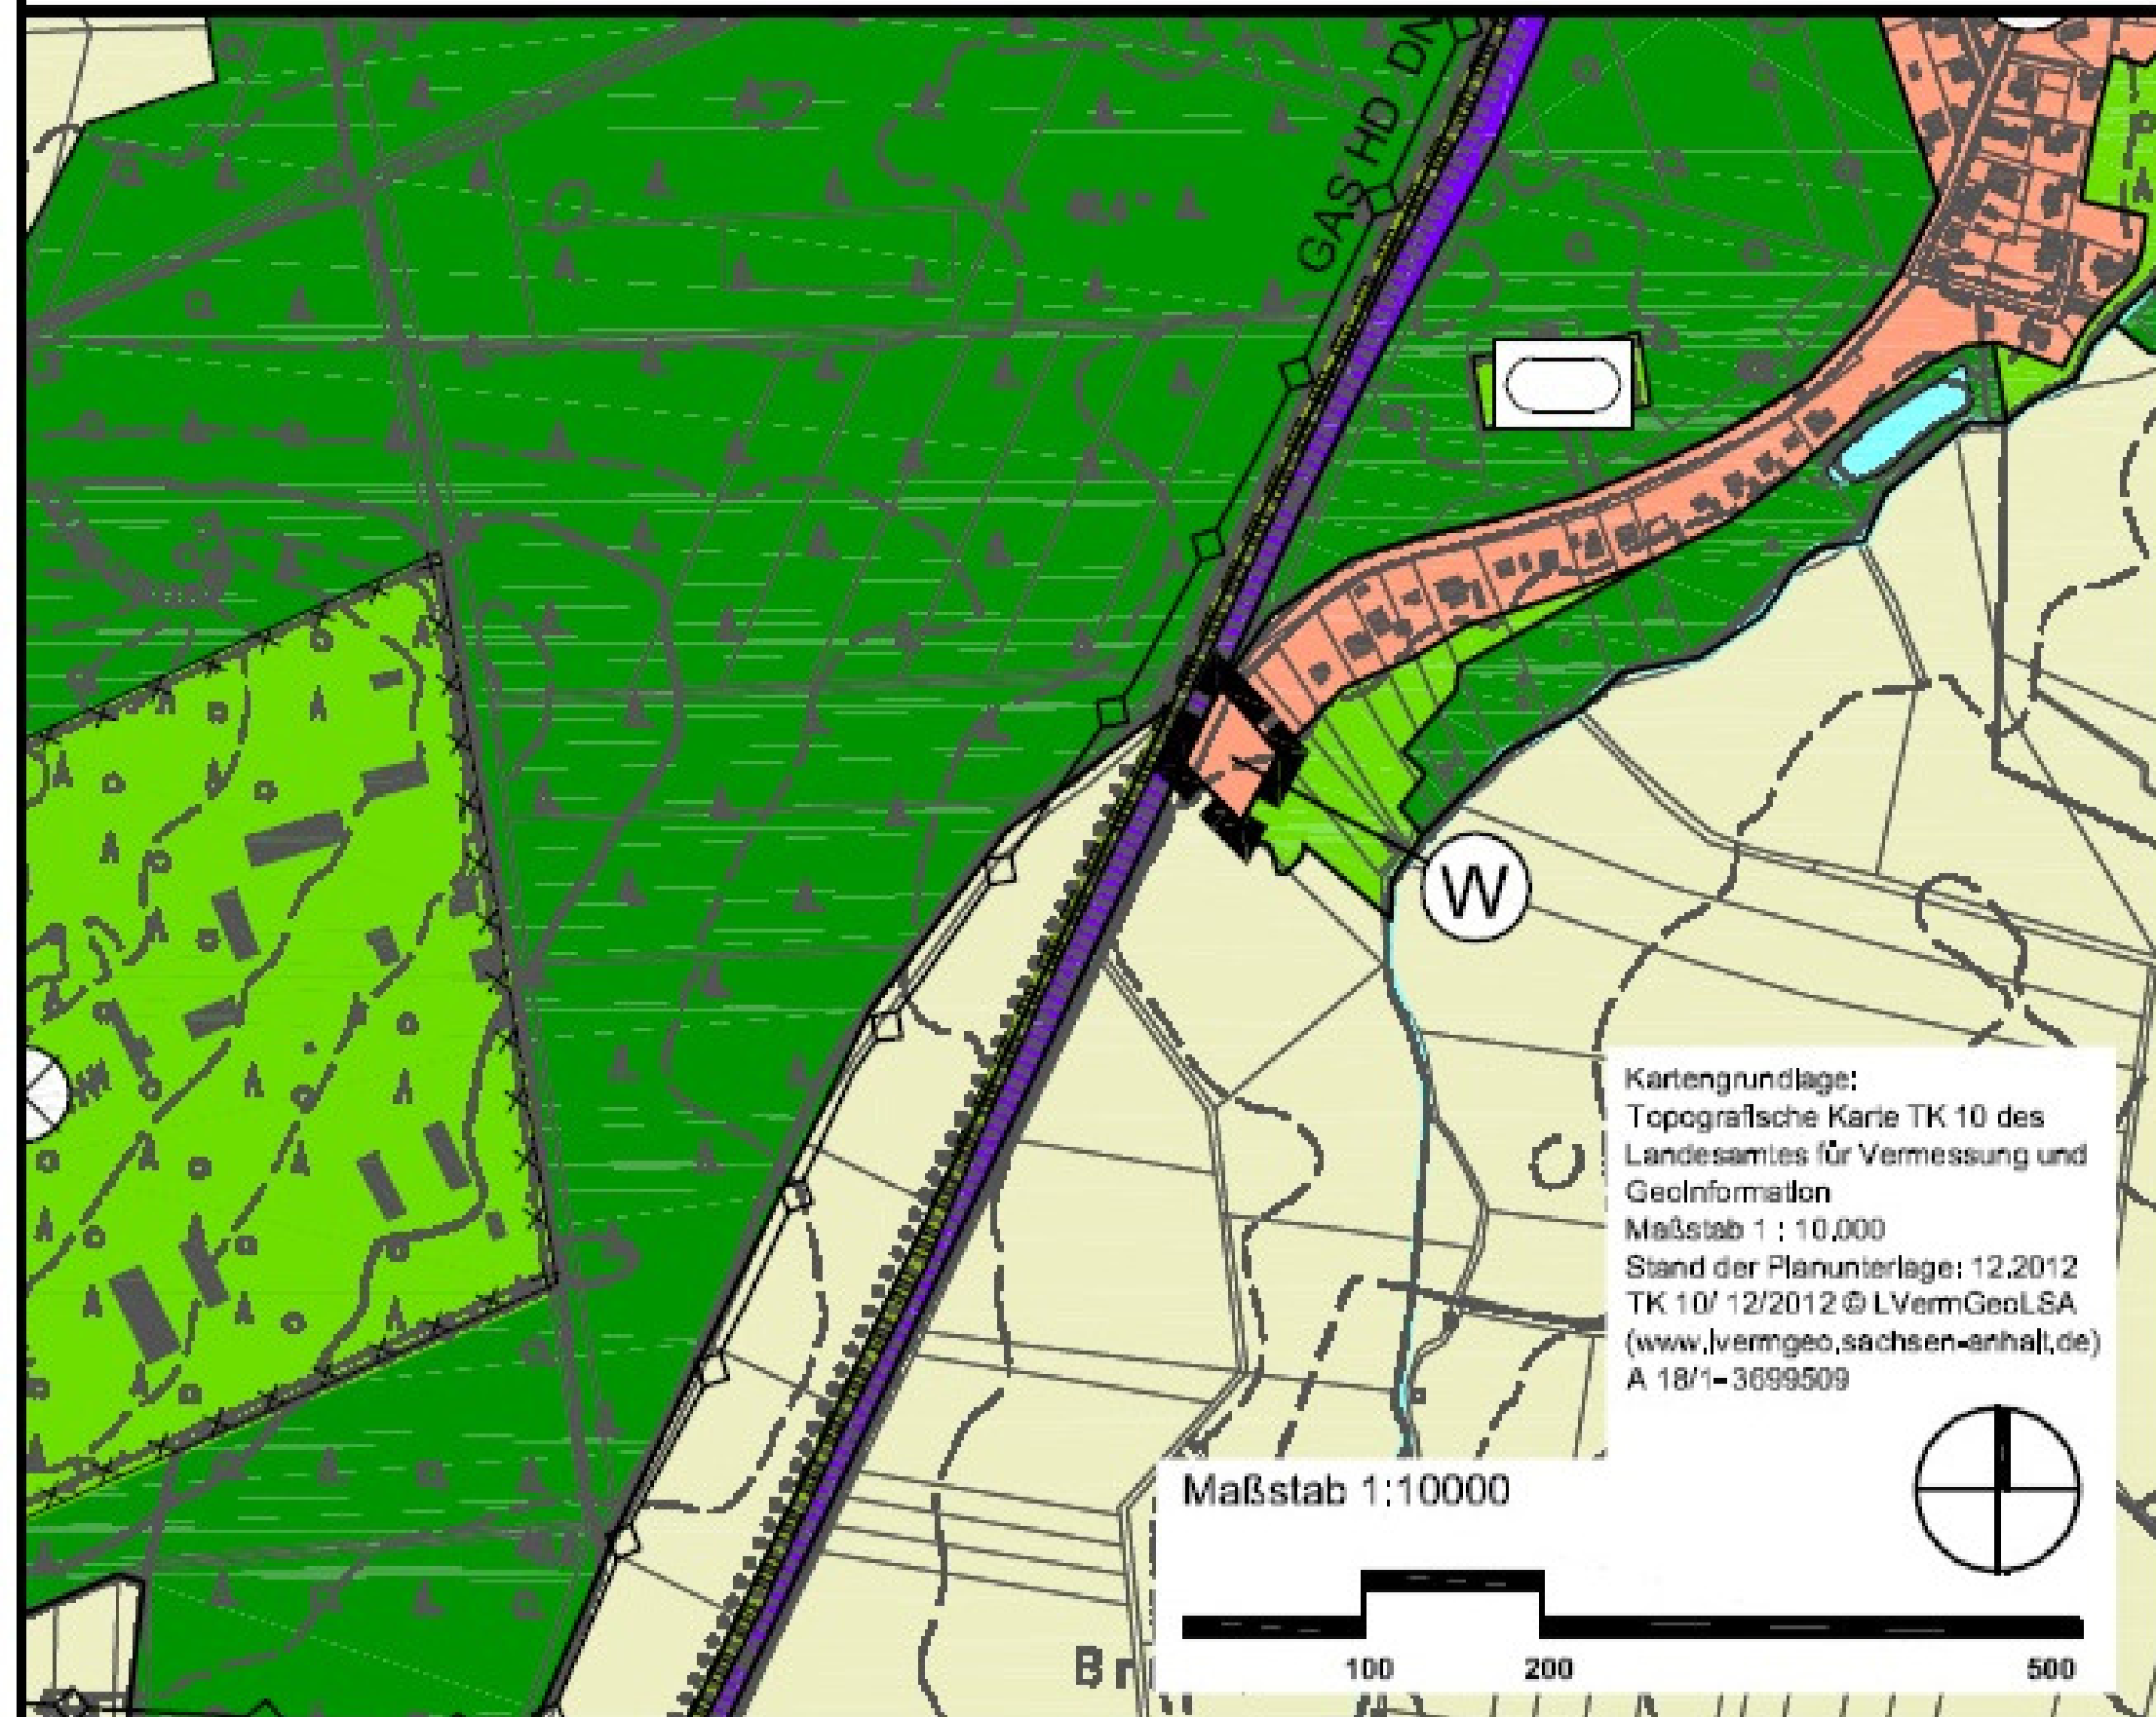 GAS HD DN
W
Kartengrundlage:
Topografische Karte TK 10 des
Landesamtes für Vermessung und
Geoinformation
Maßstab 1 : 10.000
Stand der Planunterlage: 12.2012
TK 10/ 12/2012 © LVermGeoLSA
(www.lvermgeo.sachsen-anhalt.de)
A 18/1-3699509
Maßstab 1:10000
100 200 500
Br